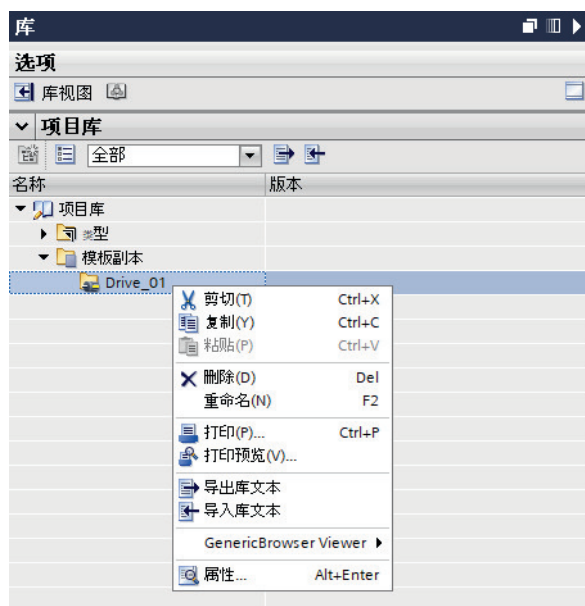 库
选项
库视图
项目库
全部
名称 版本
项目库
类型
模板副本
Drive_01
剪切(T) Ctrl+X
复制(Y) Ctrl+C
粘贴(P) Ctrl+V
删除(D) Del
重命名(N) F2
打印(P)... Ctrl+P
打印预览(V)...
导出库文本
导入库文本
GenericBrowser Viewer
属性... Alt+Enter